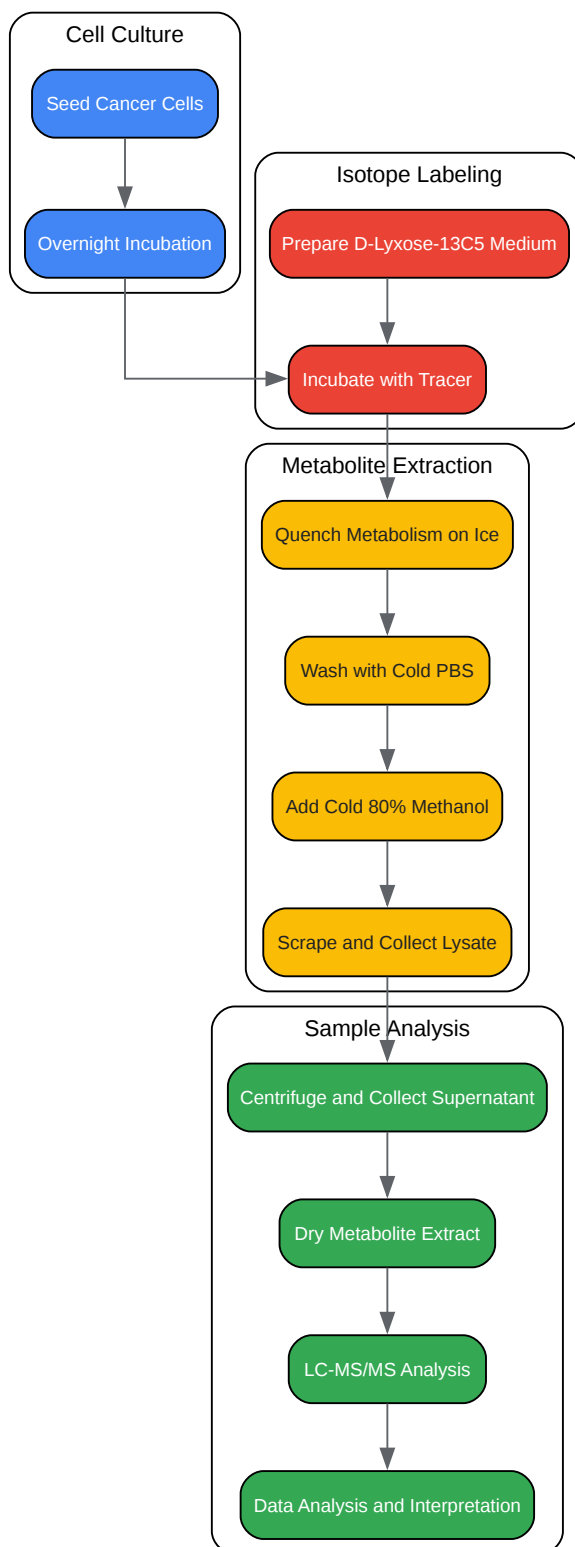 Cell Culture
Seed Cancer Cells
Overnight Incubation
Isotope Labeling
Prepare D-Lyxose-13C5 Medium
Incubate with Tracer
Metabolite Extraction
Quench Metabolism on Ice
Wash with Cold PBS
Add Cold 80% Methanol
Scrape and Collect Lysate
Sample Analysis
Centrifuge and Collect Supernatant
Dry Metabolite Extract
LC-MS/MS Analysis
Data Analysis and Interpretation